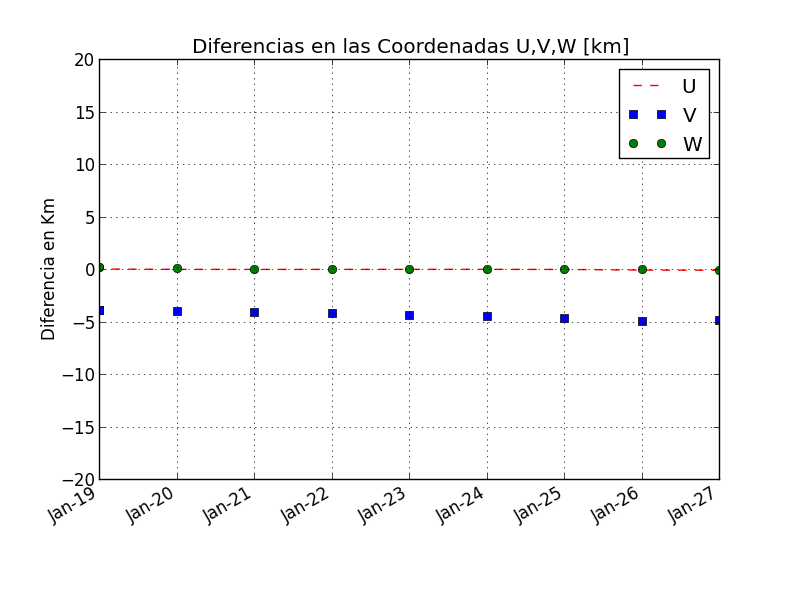 Diferencias en las Coordenadas U,V,W [km]
U
V
W
Diferencia en Km
20
15
10
5
0
−5
−10
−15
−20
Jan-19
Jan-20
Jan-21
Jan-22
Jan-23
Jan-24
Jan-25
Jan-26
Jan-27